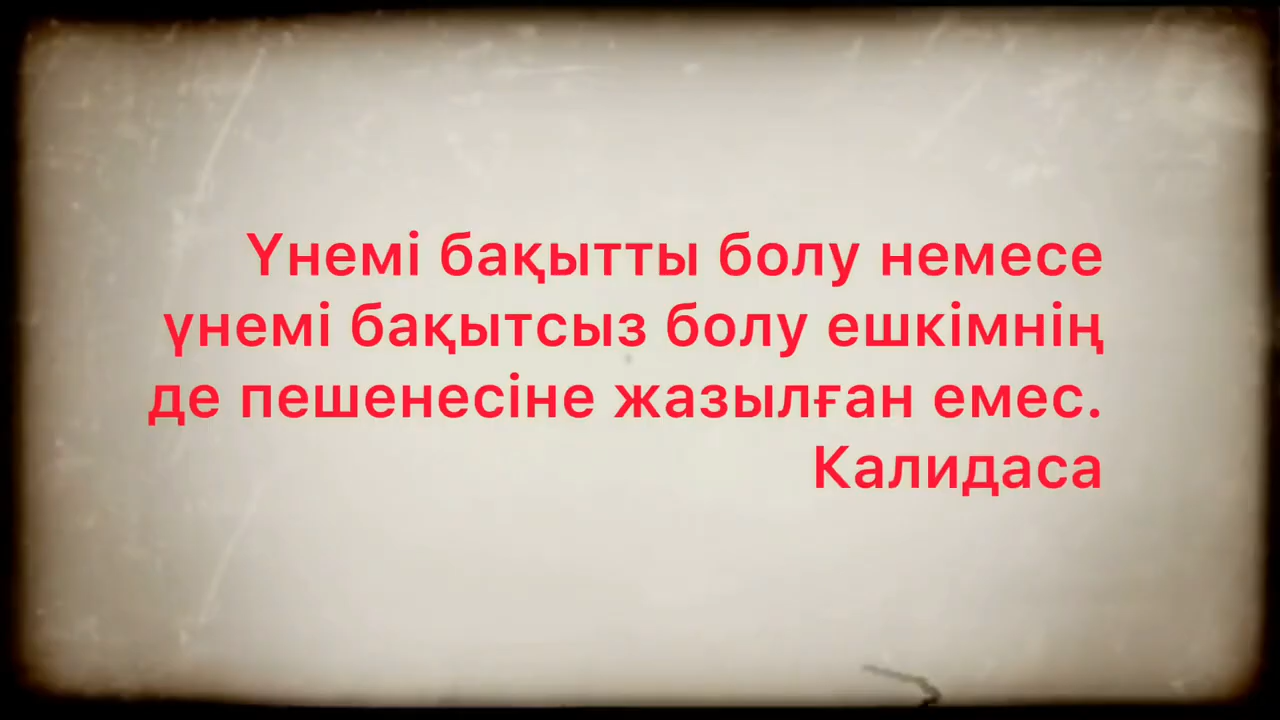 Үнемі бақытты болу немесе
үнемі бақытсыз болу ешкімнің
де пешенесіне жазылған емес.
Калидаса